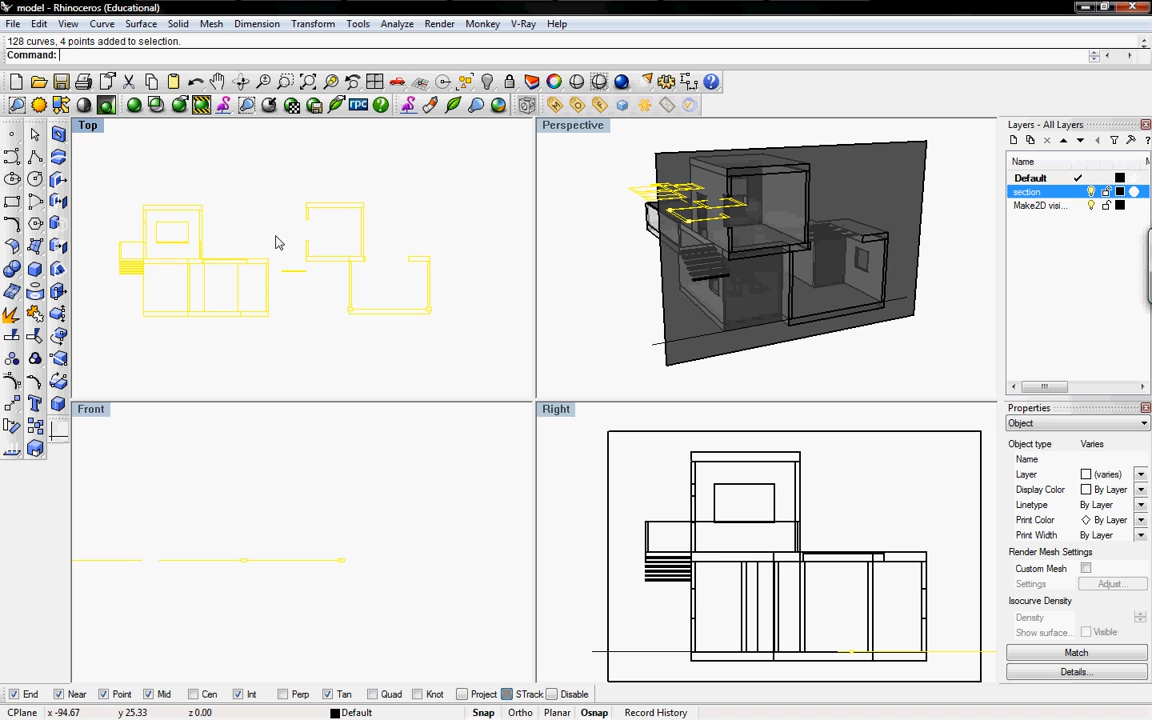 model - Rhinoceros (Educational)
File Edit View Curve Surface Solid Mesh Dimension Transform Tools Analyze Render Monkey V-Ray Help
128 curves, 4 points added to selection.
Command:
rpc
Top
Perspective
Layers - All Layers
Name
Default
section
Make2D visi...
Front
Right
Properties
Object
Object type Varies
Name
Layer (varies)
Display Color By Layer
Linetype By Layer
Print Color By Layer
Print Width By Layer
Render Mesh Settings
Custom Mesh
Settings Adjust...
Isocurve Density
Density
Show surface... Visible
Match
Details...
End Near Point Mid Cen Int Perp Tan Quad Knot Project STrack Disable
CPlane x -94.67 y 25.33 z 0.00 Default Snap Ortho Planar Osnap Record History